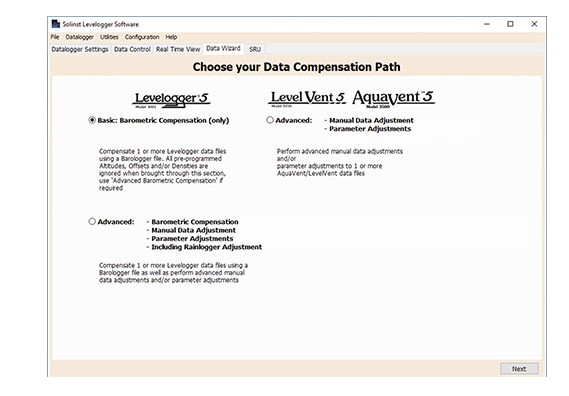 Solinst Levelogger Software
File Datalogger Utilities Configuration Help
Datalogger Settings Data Control Real Time View Data Wizard SRU
Choose your Data Compensation Path
Levelogger 5
Model 3001
Basic: Barometric Compensation (only)
Compensate 1 or more Levelogger data files
using a Barologger file. All pre-programmed
Altitudes, Offsets and/or Densities are
ignored when brought through this section,
use 'Advanced Barometric Compensation' if
required
Advanced: - Barometric Compensation
- Manual Data Adjustment
- Parameter Adjustments
- Including Rainlogger Adjustment
Compensate 1 or more Levelogger data files using a
Barologger file as well as perform advanced manual
data adjustments and/or parameter adjustments
LevelVent 5 Aquavent 5
Model 3250 Model 3500
Advanced: - Manual Data Adjustment
- Parameter Adjustments
Perform advanced manual data adjustments
and/or
parameter adjustments to 1 or more
AquaVent/LevelVent data files
Next